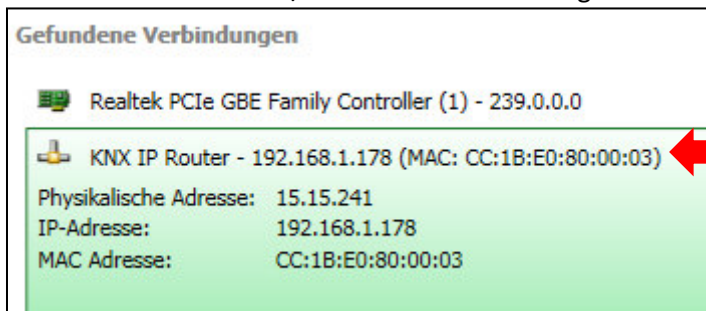 Gefundene Verbindungen
Realtek PCIe GBE Family Controller (1) - 239.0.0.0
KNX IP Router - 192.168.1.178 (MAC: CC:1B:E0:80:00:03)
Physikalische Adresse: 15.15.241
IP-Adresse: 192.168.1.178
MAC Adresse: CC:1B:E0:80:00:03